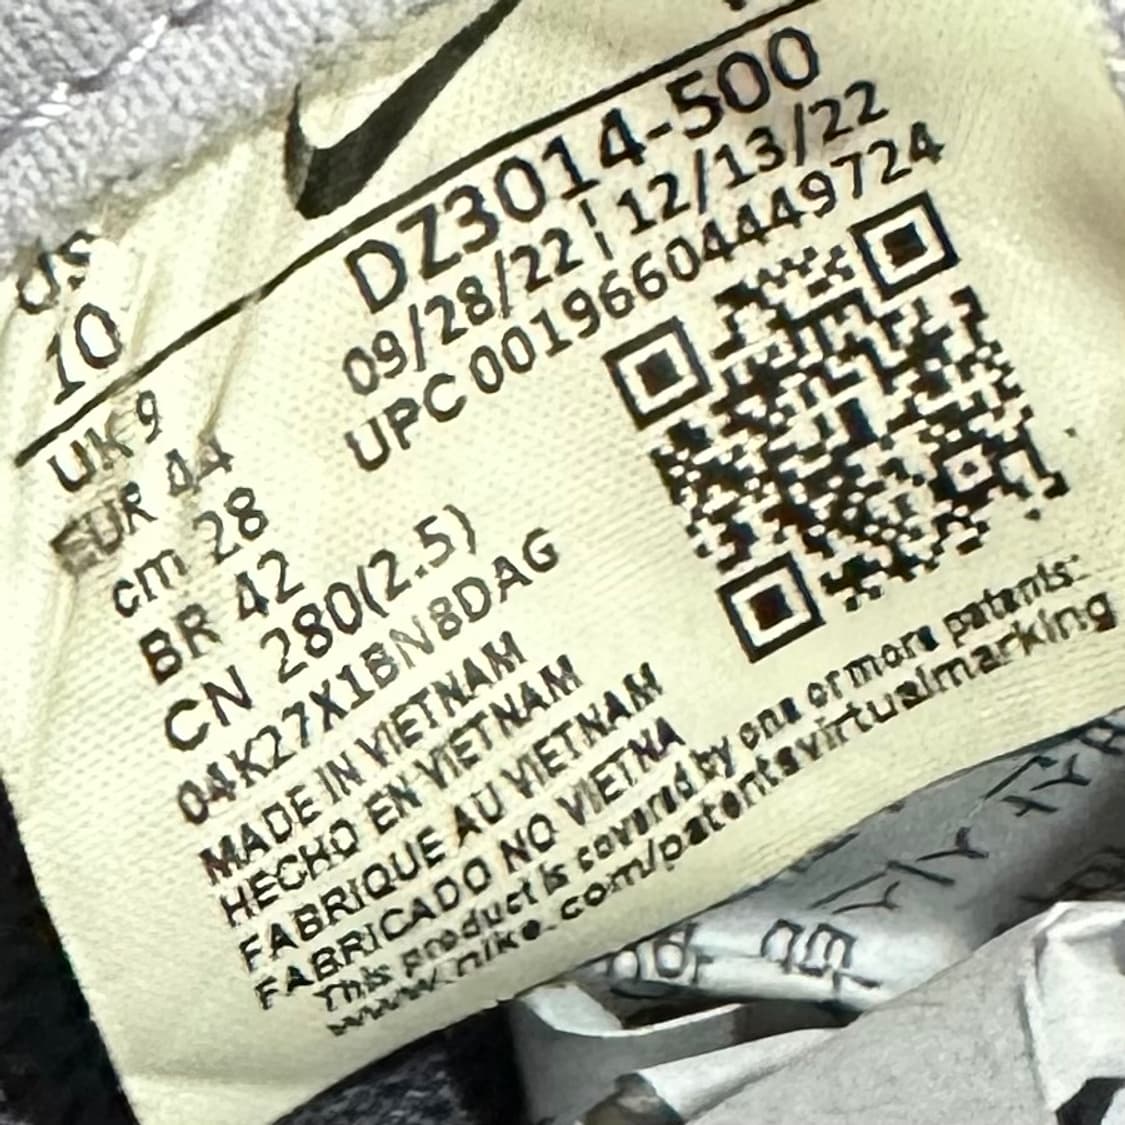 US
10
UK 9
EUR 44
cm 28
BR 42
CN 280(2.5)
DZ3014-500
09/28/22 | 12/13/22
UPC 00196604449724
04K27X1BN8DAG
MADE IN VIETNAM
HECHO EN VIETNAM
FABRIQUE AU VIETNAM
FABRICADO NO VIETNA
This product is covered by one or more patents:
www.nike.com/patentsvirtualmarking